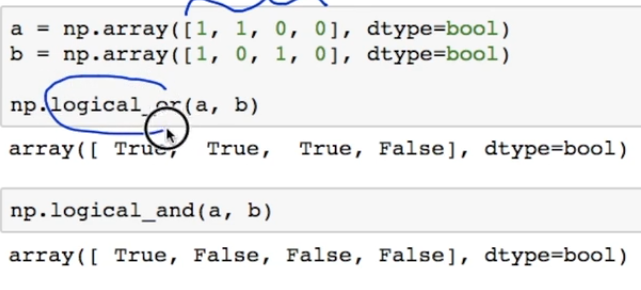 a = np.array([1, 1, 0, 0], dtype=bool)
b = np.array([1, 0, 1, 0], dtype=bool)
np.logical_or(a, b)
array([ True,  True,  True, False], dtype=bool)
np.logical_and(a, b)
array([ True, False, False, False], dtype=bool)